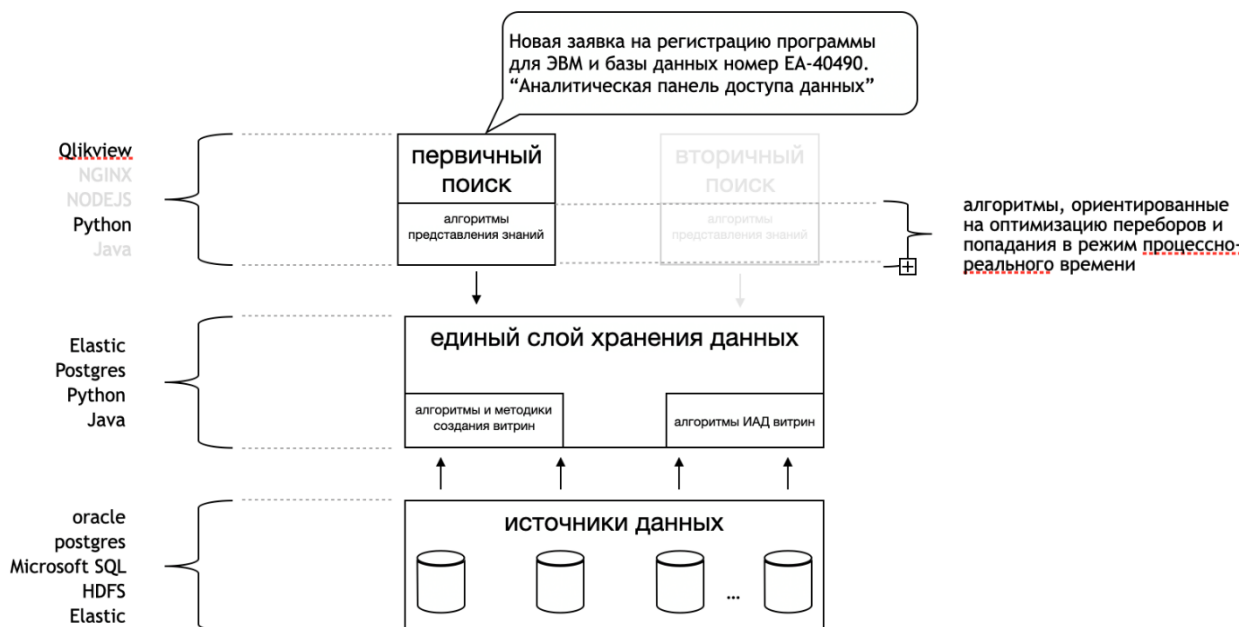 Новая заявка на регистрацию программы
для ЭВМ и базы данных номер EA-40490.
“Аналитическая панель доступа данных”
Qlikview
NGINX
NODEJS
Python
Java
первичный
поиск
алгоритмы
представления знаний
вторичный
поиск
алгоритмы
представления знаний
алгоритмы, ориентированные
на оптимизацию переборов и
попадания в режим процессно-
реального времени
Elastic
Postgres
Python
Java
единый слой хранения данных
алгоритмы и методики
создания витрин
алгоритмы ИАД витрин
oracle
postgres
Microsoft SQL
HDFS
Elastic
источники данных
...